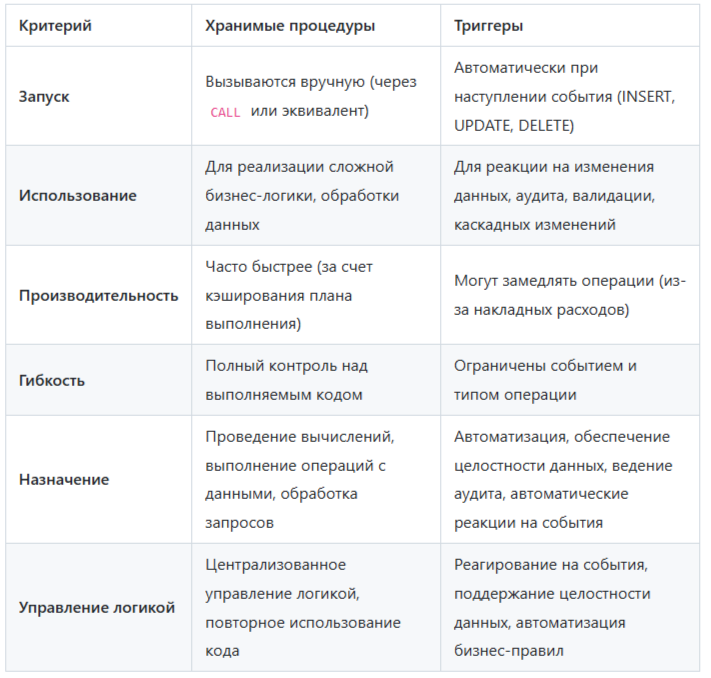 Критерий
Хранимые процедуры
Триггеры
Запуск
Вызываются вручную (через
CALL или эквивалент)
Автоматически при
наступлении события (INSERT,
UPDATE, DELETE)
Использование
Для реализации сложной
бизнес-логики, обработки
данных
Для реакции на изменения
данных, аудита, валидации,
каскадных изменений
Производительность
Часто быстрее (за счет
кэширования плана
выполнения)
Могут замедлять операции (из-
за накладных расходов)
Гибкость
Полный контроль над
выполняемым кодом
Ограничены событием и
типом операции
Назначение
Проведение вычислений,
выполнение операций с
данными, обработка
запросов
Автоматизация, обеспечение
целостности данных, ведение
аудита, автоматические
реакции на события
Управление логикой
Централизованное
управление логикой,
повторное использование
кода
Реагирование на события,
поддержание целостности
данных, автоматизация
бизнес-правил